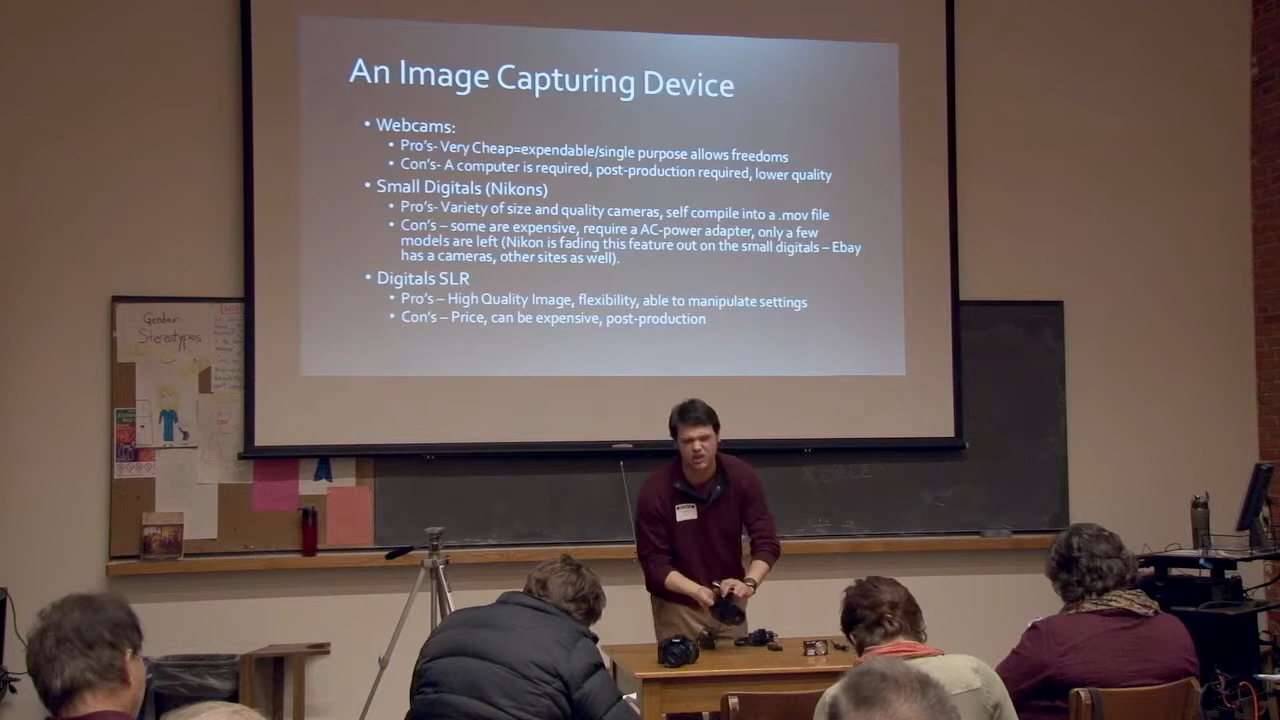 An Image Capturing Device
• Webcams:
• Pro's- Very Cheap=expendable/single purpose allows freedoms
• Con's- A computer is required, post-production required, lower quality
• Small Digitals (Nikons)
• Pro's- Variety of size and quality cameras, self compile into a .mov file
• Con's – some are expensive, require a AC-power adapter, only a few
models are left (Nikon is fading this feature out on the small digitals – Ebay
has a cameras, other sites as well).
• Digitals SLR
• Pro's – High Quality Image, flexibility, able to manipulate settings
• Con's – Price, can be expensive, post-production
Gender
Stereotypes